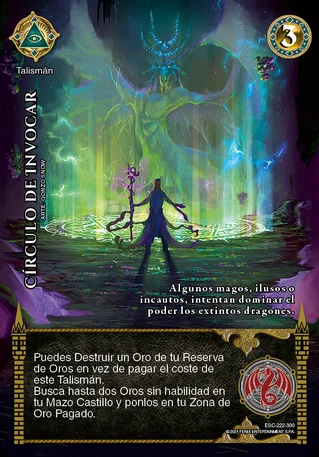 3
Talismán
CÍRCULO DE INVOCAR
ARTE: GONZO SNOW
Algunos magos, ilusos o
incautos, intentan dominar el
poder los extintos dragones.
Puedes Destruir un Oro de tu Reserva
de Oros en vez de pagar el coste de
este Talismán.
Busca hasta dos Oros sin habilidad en
tu Mazo Castillo y ponlos en tu Zona de
Oro Pagado.
ESC-222-300
©2021 FENIX ENTERTAINMENT S.P.A.